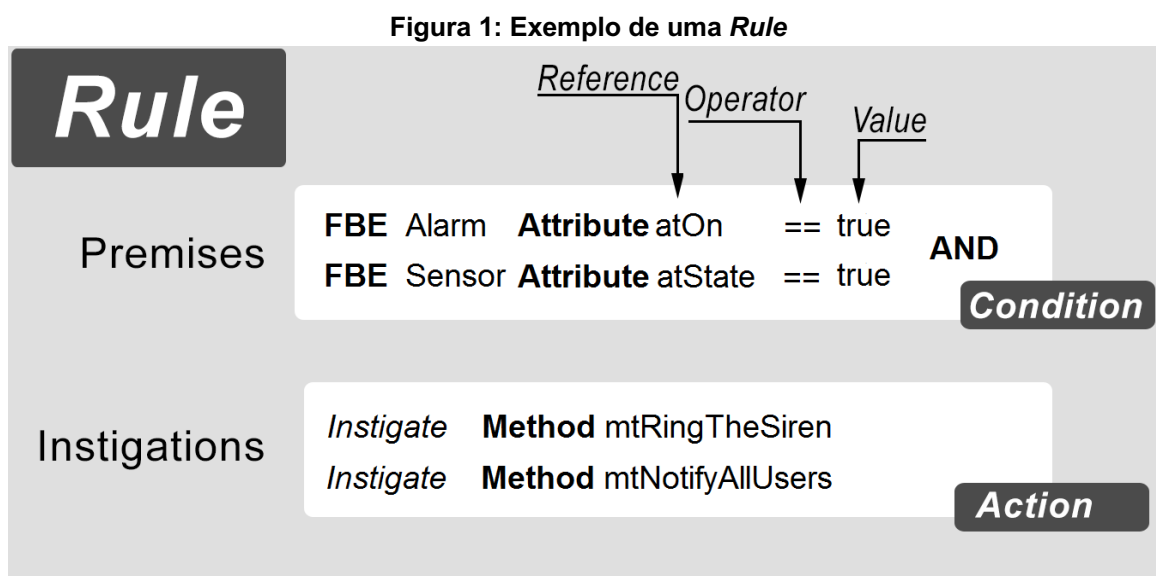 Figura 1: Exemplo de uma Rule
Rule
Reference
Operator
Value
Premises
FBE Alarm Attribute atOn == true
AND
FBE Sensor Attribute atState == true
Condition
Instigations
Instigate Method mtRingTheSiren
Instigate Method mtNotifyAllUsers
Action